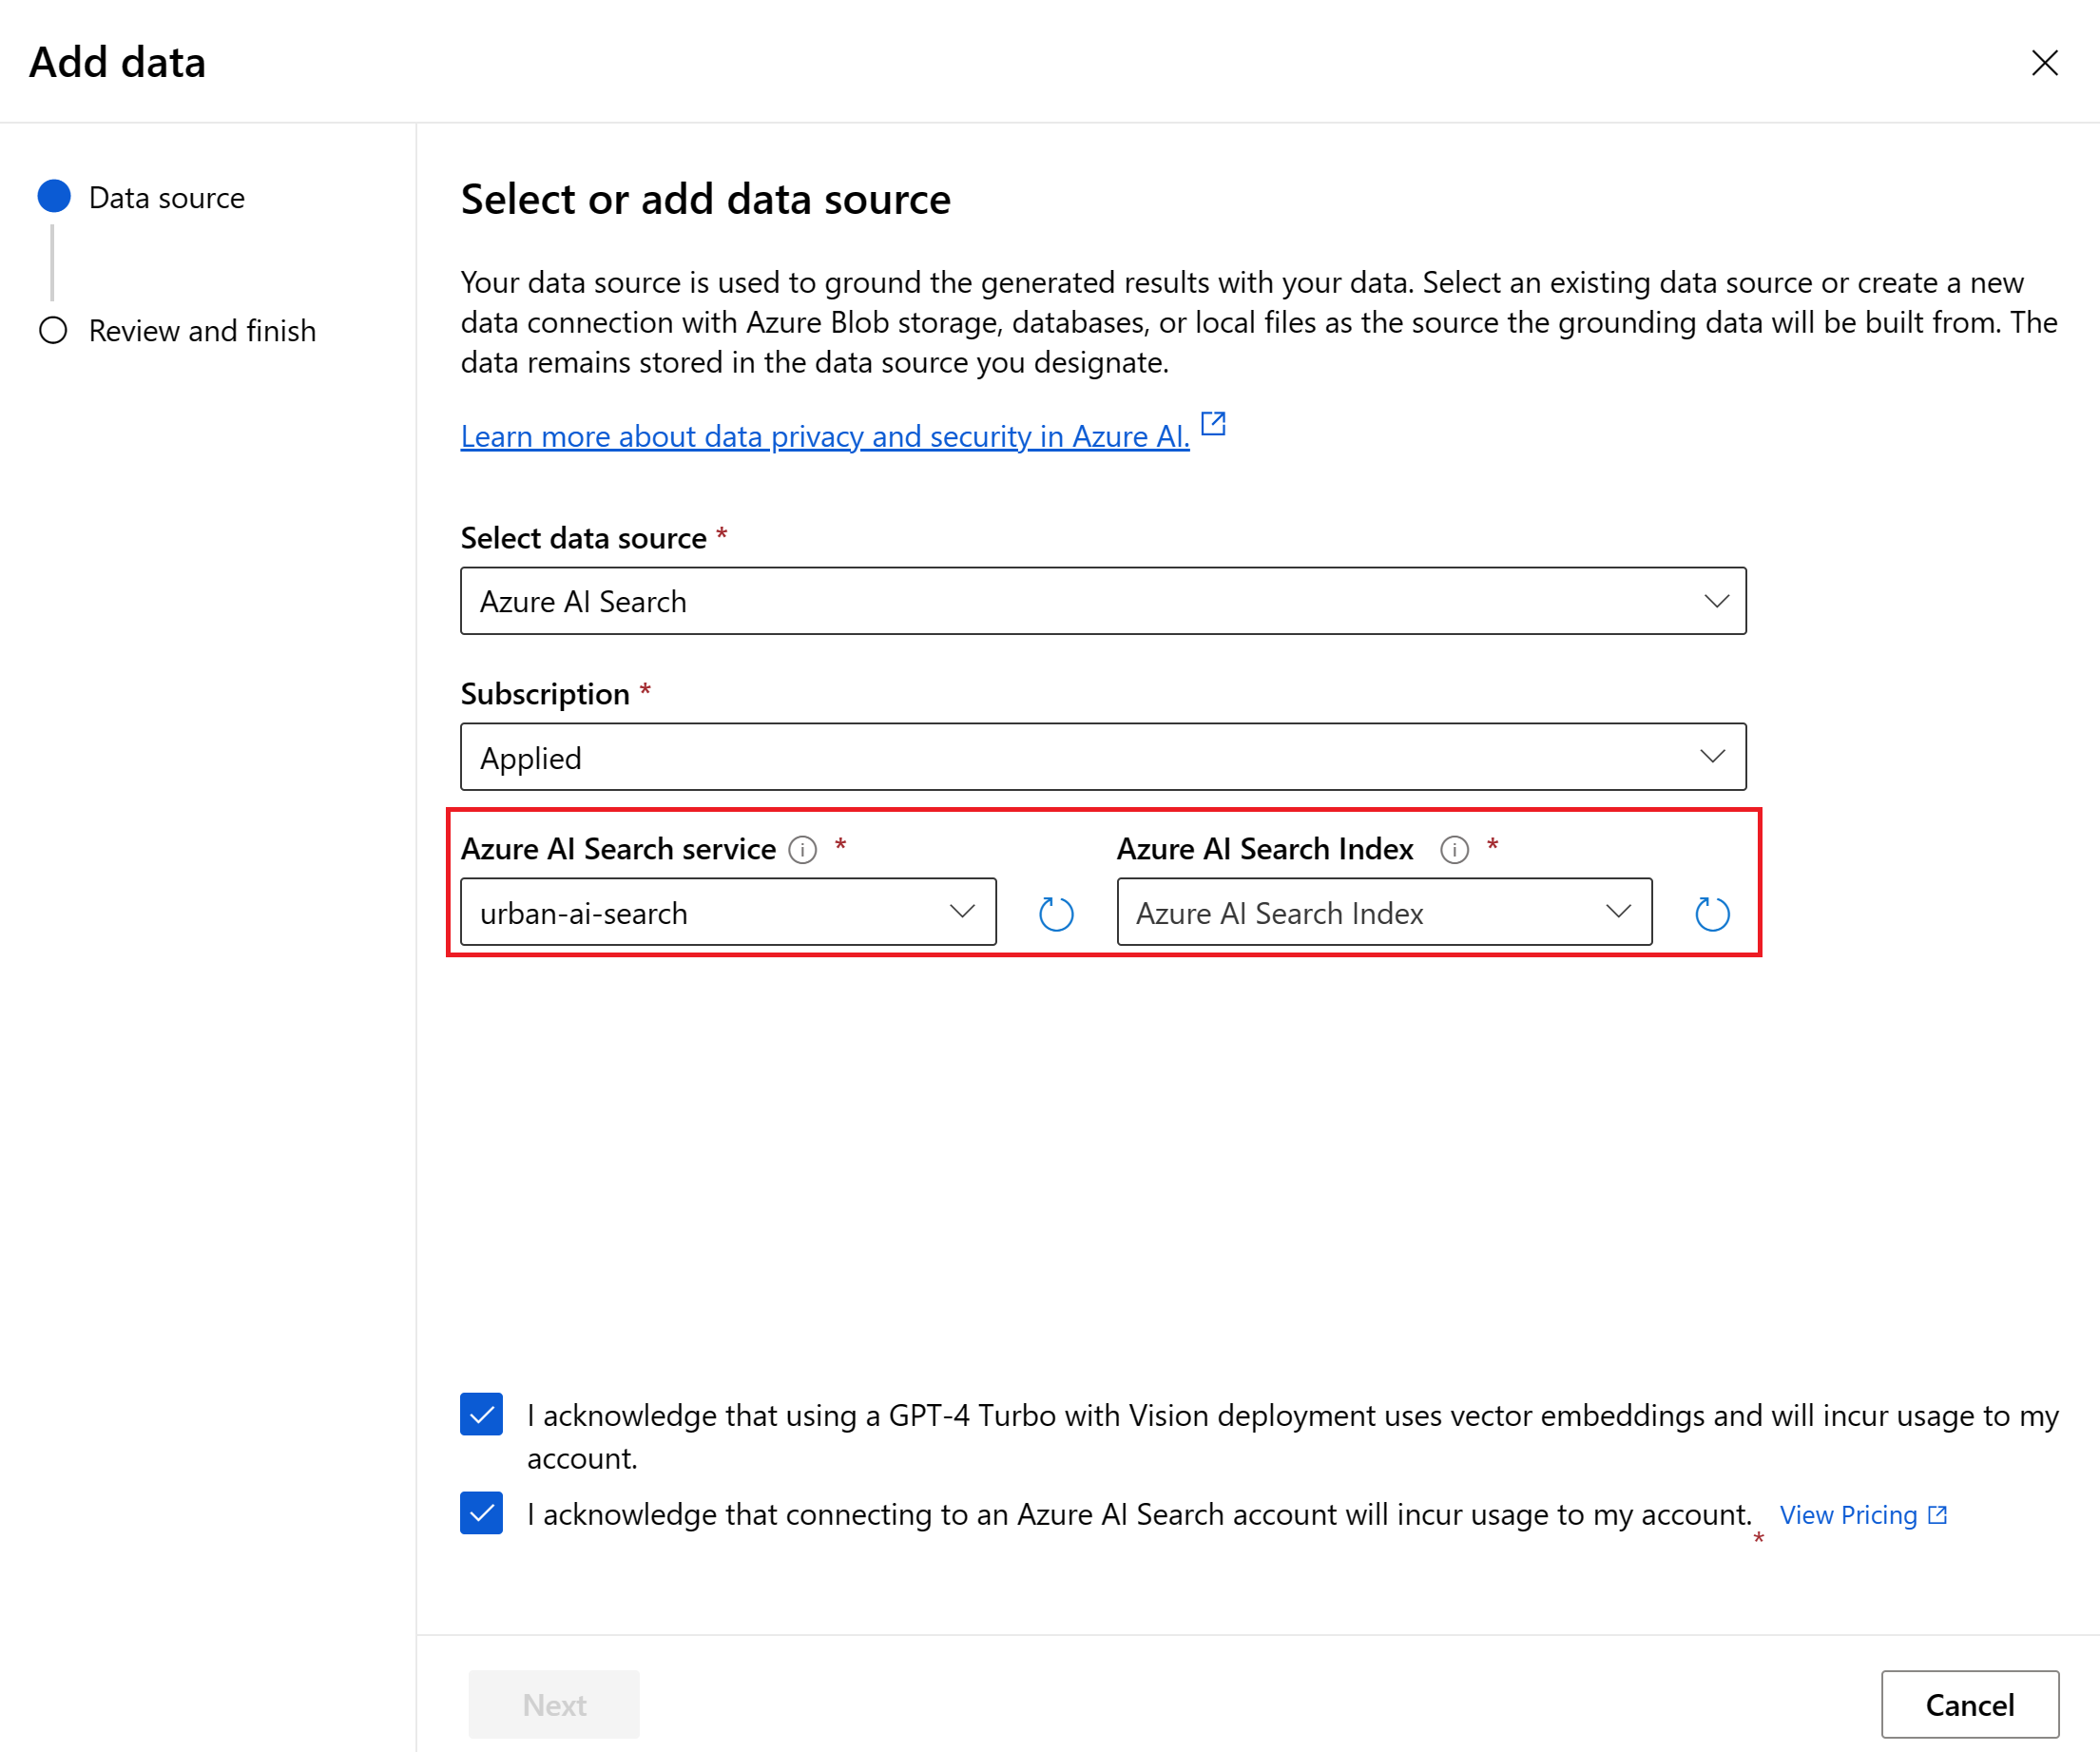 Add data
Data source
Review and finish
Select or add data source
Your data source is used to ground the generated results with your data. Select an existing data source or create a new
data connection with Azure Blob storage, databases, or local files as the source the grounding data will be built from. The
data remains stored in the data source you designate.
Learn more about data privacy and security in Azure AI.
Select data source *
Azure AI Search
Subscription *
Applied
Azure AI Search service * Azure AI Search Index *
urban-ai-search Azure AI Search Index
I acknowledge that using a GPT-4 Turbo with Vision deployment uses vector embeddings and will incur usage to my
account.
I acknowledge that connecting to an Azure AI Search account will incur usage to my account. * View Pricing
Next Cancel